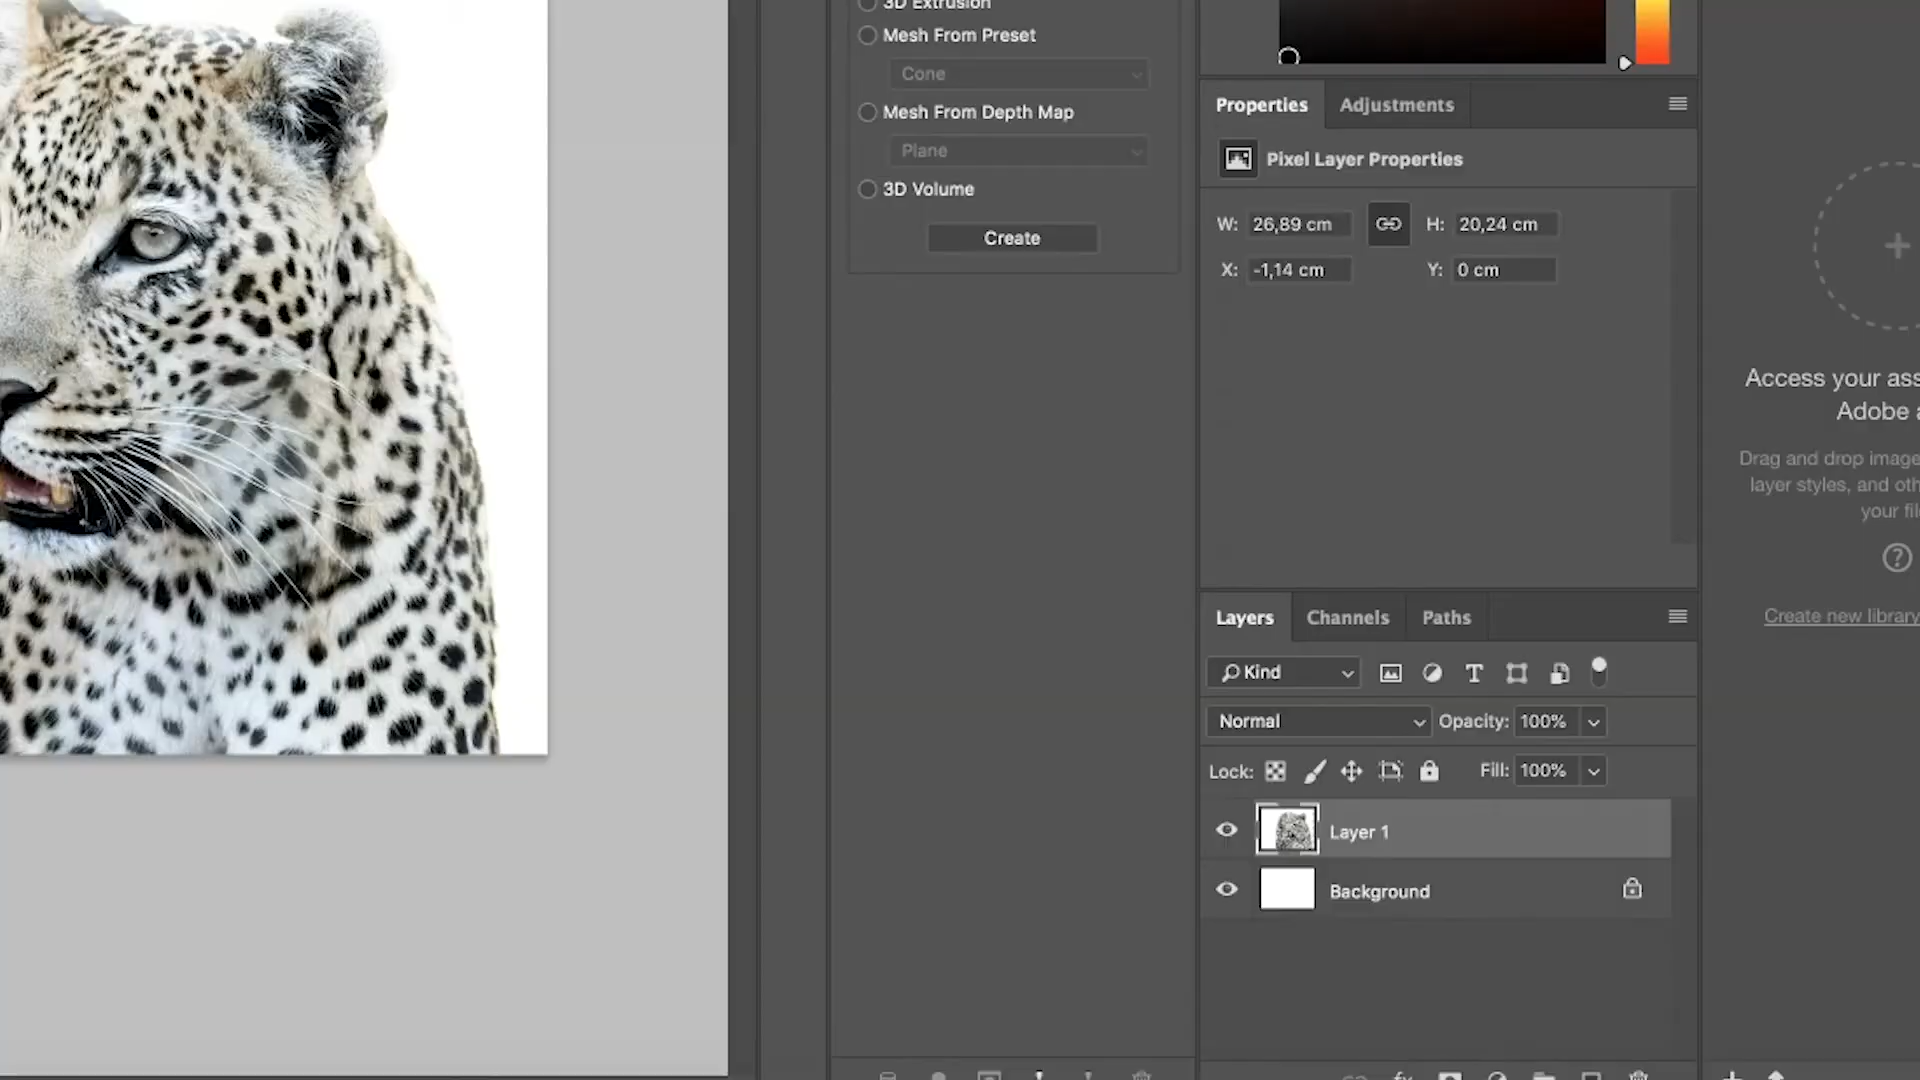 3D Extrusion
Mesh From Preset
Cone
Mesh From Depth Map
Plane
3D Volume
Create
Properties
Adjustments
Pixel Layer Properties
W: 26,89 cm H: 20,24 cm
X: -1,14 cm Y: 0 cm
Layers
Channels
Paths
Kind
Normal Opacity: 100%
Lock: Fill: 100%
Layer 1
Background
Access your ass
Adobe a
Drag and drop image
layer styles, and oth
your fil
Create new library